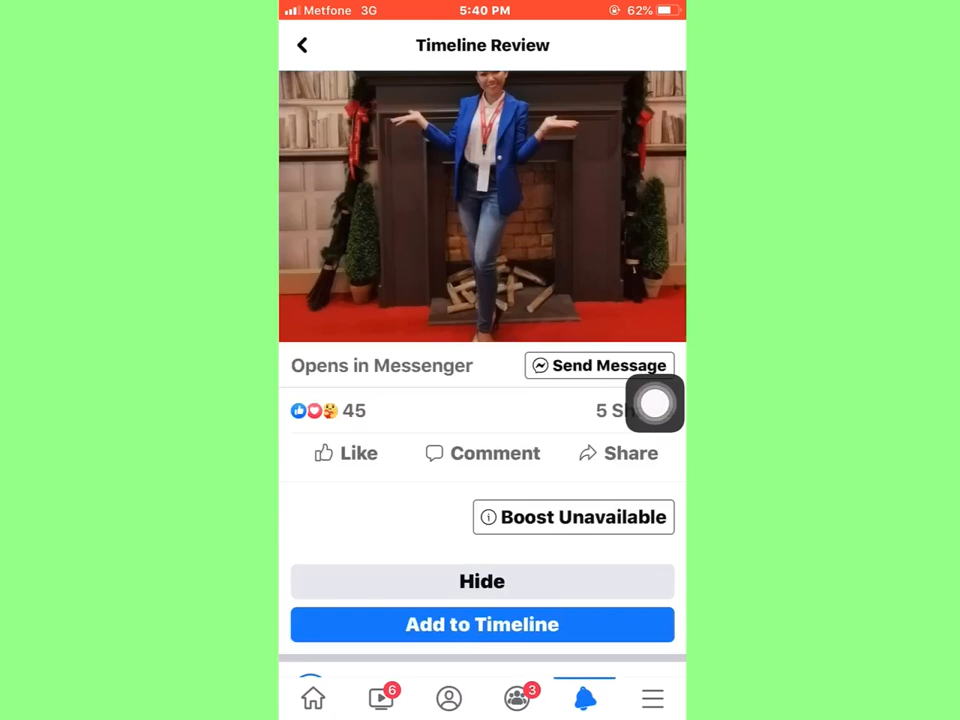 Metfone 3G 5:40 PM 62%
Timeline Review
Opens in Messenger Send Message
45 5
Like Comment Share
Boost Unavailable
Hide
Add to Timeline
6 3